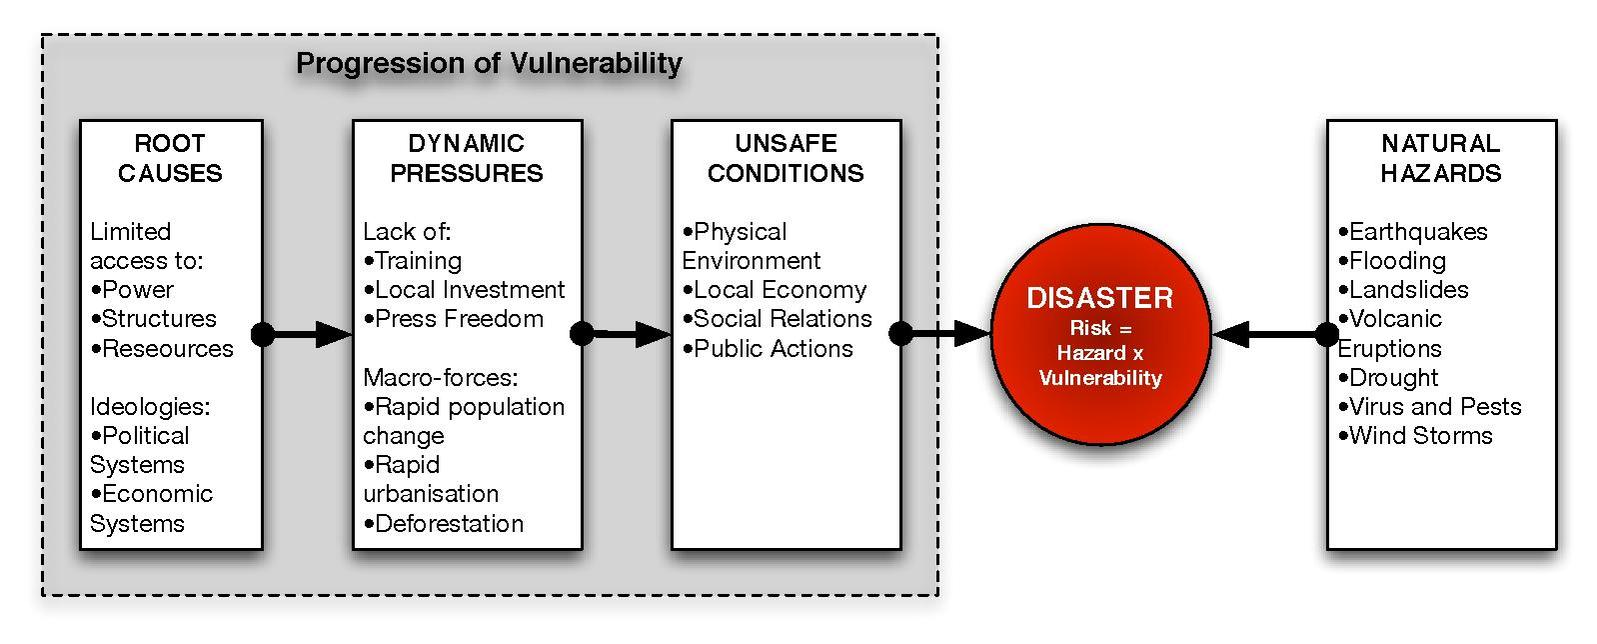 Progression of Vulnerability
ROOT
CAUSES
Limited
access to:
•Power
•Structures
•Reseources
Ideologies:
•Political
Systems
•Economic
Systems
DYNAMIC
PRESSURES
Lack of:
•Training
•Local Investment
•Press Freedom
Macro-forces:
•Rapid population
change
•Rapid
urbanisation
•Deforestation
UNSAFE
CONDITIONS
•Physical
Environment
•Local Economy
•Social Relations
•Public Actions
DISASTER
Risk =
Hazard x
Vulnerability
NATURAL
HAZARDS
•Earthquakes
•Flooding
•Landslides
•Volcanic
Eruptions
•Drought
•Virus and Pests
•Wind Storms